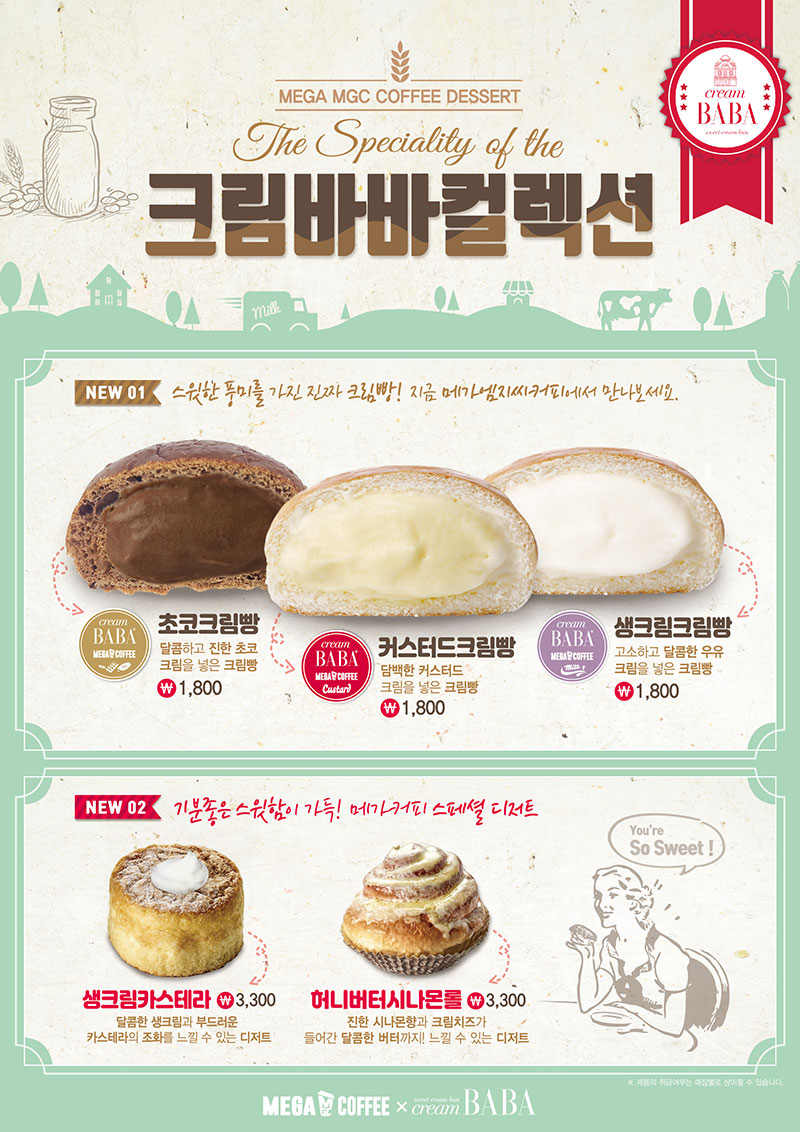 MEGA MGC COFFEE DESSERT
cream
BABA
sweet cream bun
The Speciality of the
크림바바컬렉션
Milk
NEW 01 스윗한 풍미를 가진 진짜 크림빵! 지금 메가엠지씨커피에서 만나보세요.
cream
BABA
MEGA COFFEE
초코크림빵
달콤하고 진한 초코
크림을 넣은 크림빵
₩1,800
cream
BABA
MEGA COFFEE
Custard
커스터드크림빵
담백한 커스터드
크림을 넣은 크림빵
₩1,800
cream
BABA
MEGA COFFEE
Milk
생크림크림빵
고소하고 달콤한 우유
크림을 넣은 크림빵
₩1,800
NEW 02 기분좋은 스윗함이 가득! 메가커피 스페셜 디저트
You're
So Sweet !
생크림카스테라 ₩3,300
달콤한 생크림과 부드러운
카스테라의 조화를 느낄 수 있는 디저트
허니버터시나몬롤 ₩3,300
진한 시나몬향과 크림치즈가
들어간 달콤한 버터까지! 느낄 수 있는 디저트
※ 제품의 취급여부는 매장별로 상이할 수 있습니다.
MEGA MGC COFFEE × sweet cream bun cream BABA